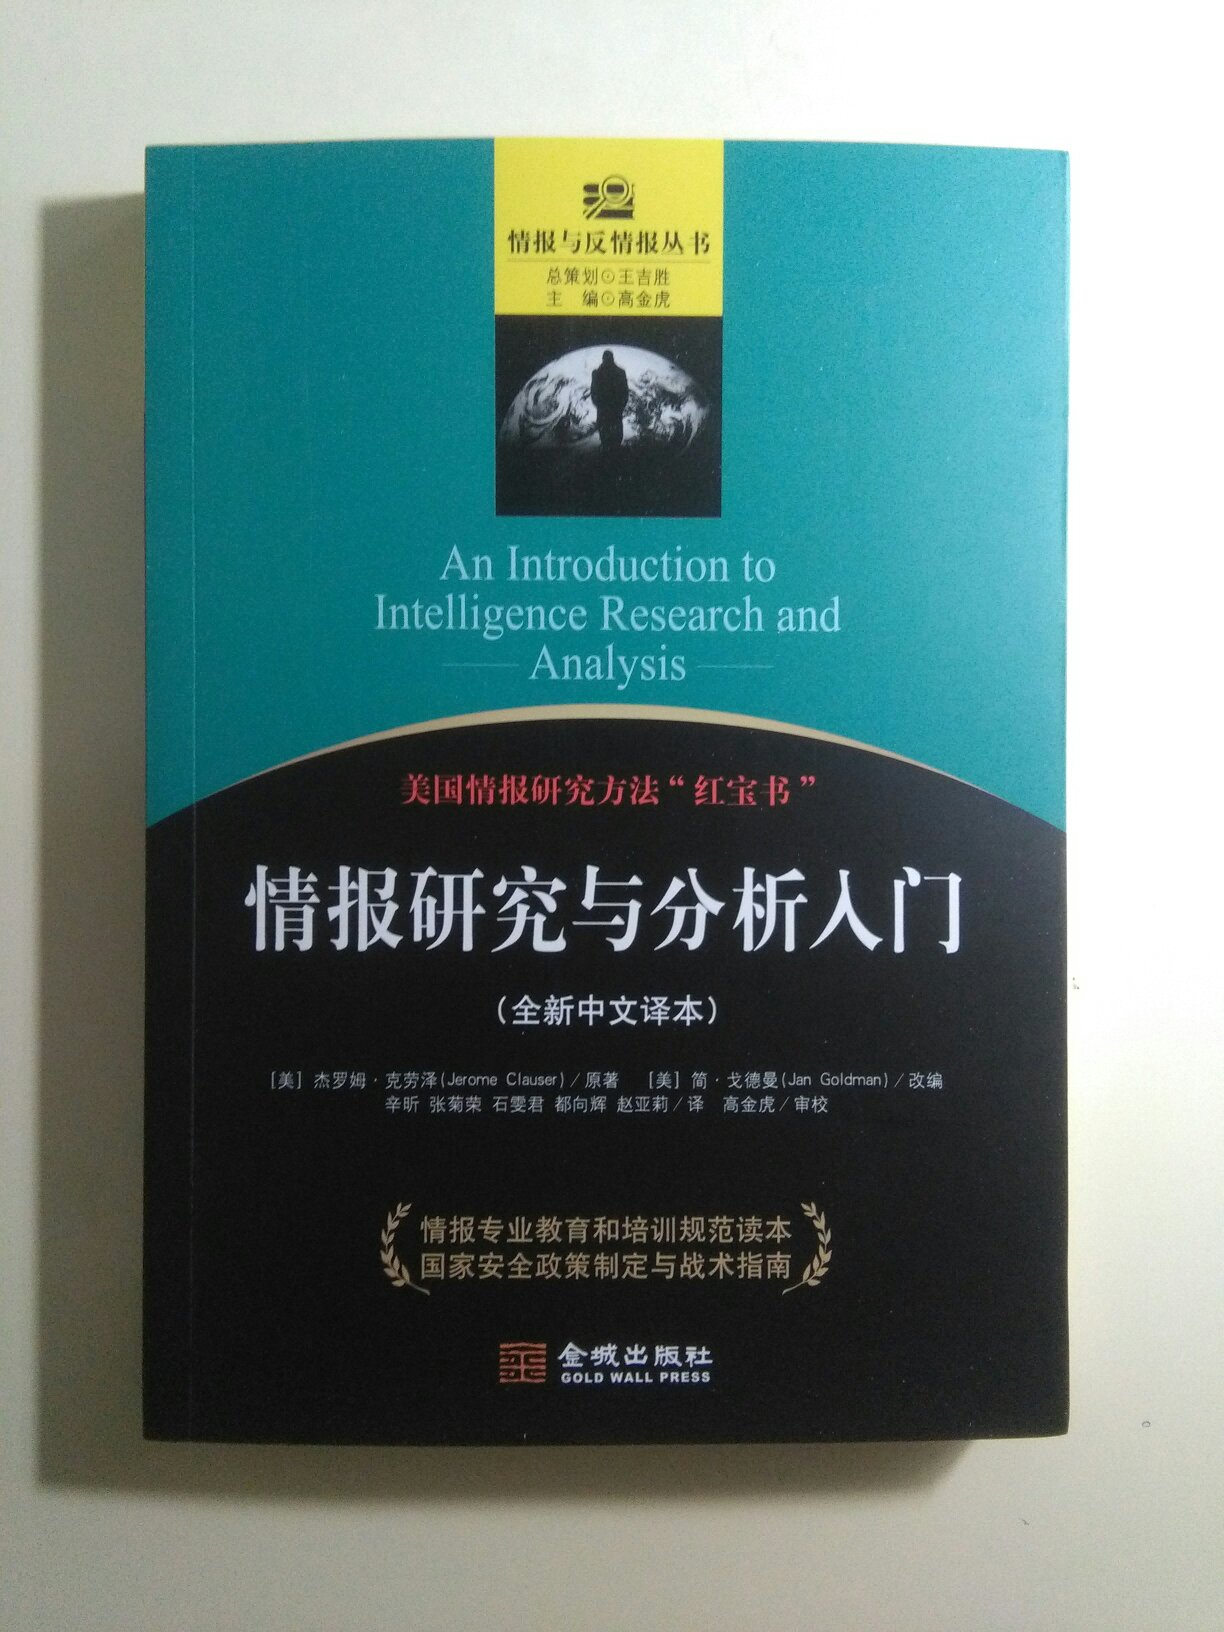 情报与反情报丛书
总策划⊙王吉胜
主 编⊙高金虎
An Introduction to
Intelligence Research and
Analysis
美国情报研究方法“红宝书”
情报研究与分析入门
（全新中文译本）
［美］杰罗姆·克劳泽(Jerome Clauser)／原著 ［美］简·戈德曼(Jan Goldman)／改编
辛昕 张菊荣 石雯君 都向辉 赵亚莉／译 高金虎／审校
情报专业教育和培训规范读本
国家安全政策制定与战术指南
金城出版社
GOLD WALL PRESS